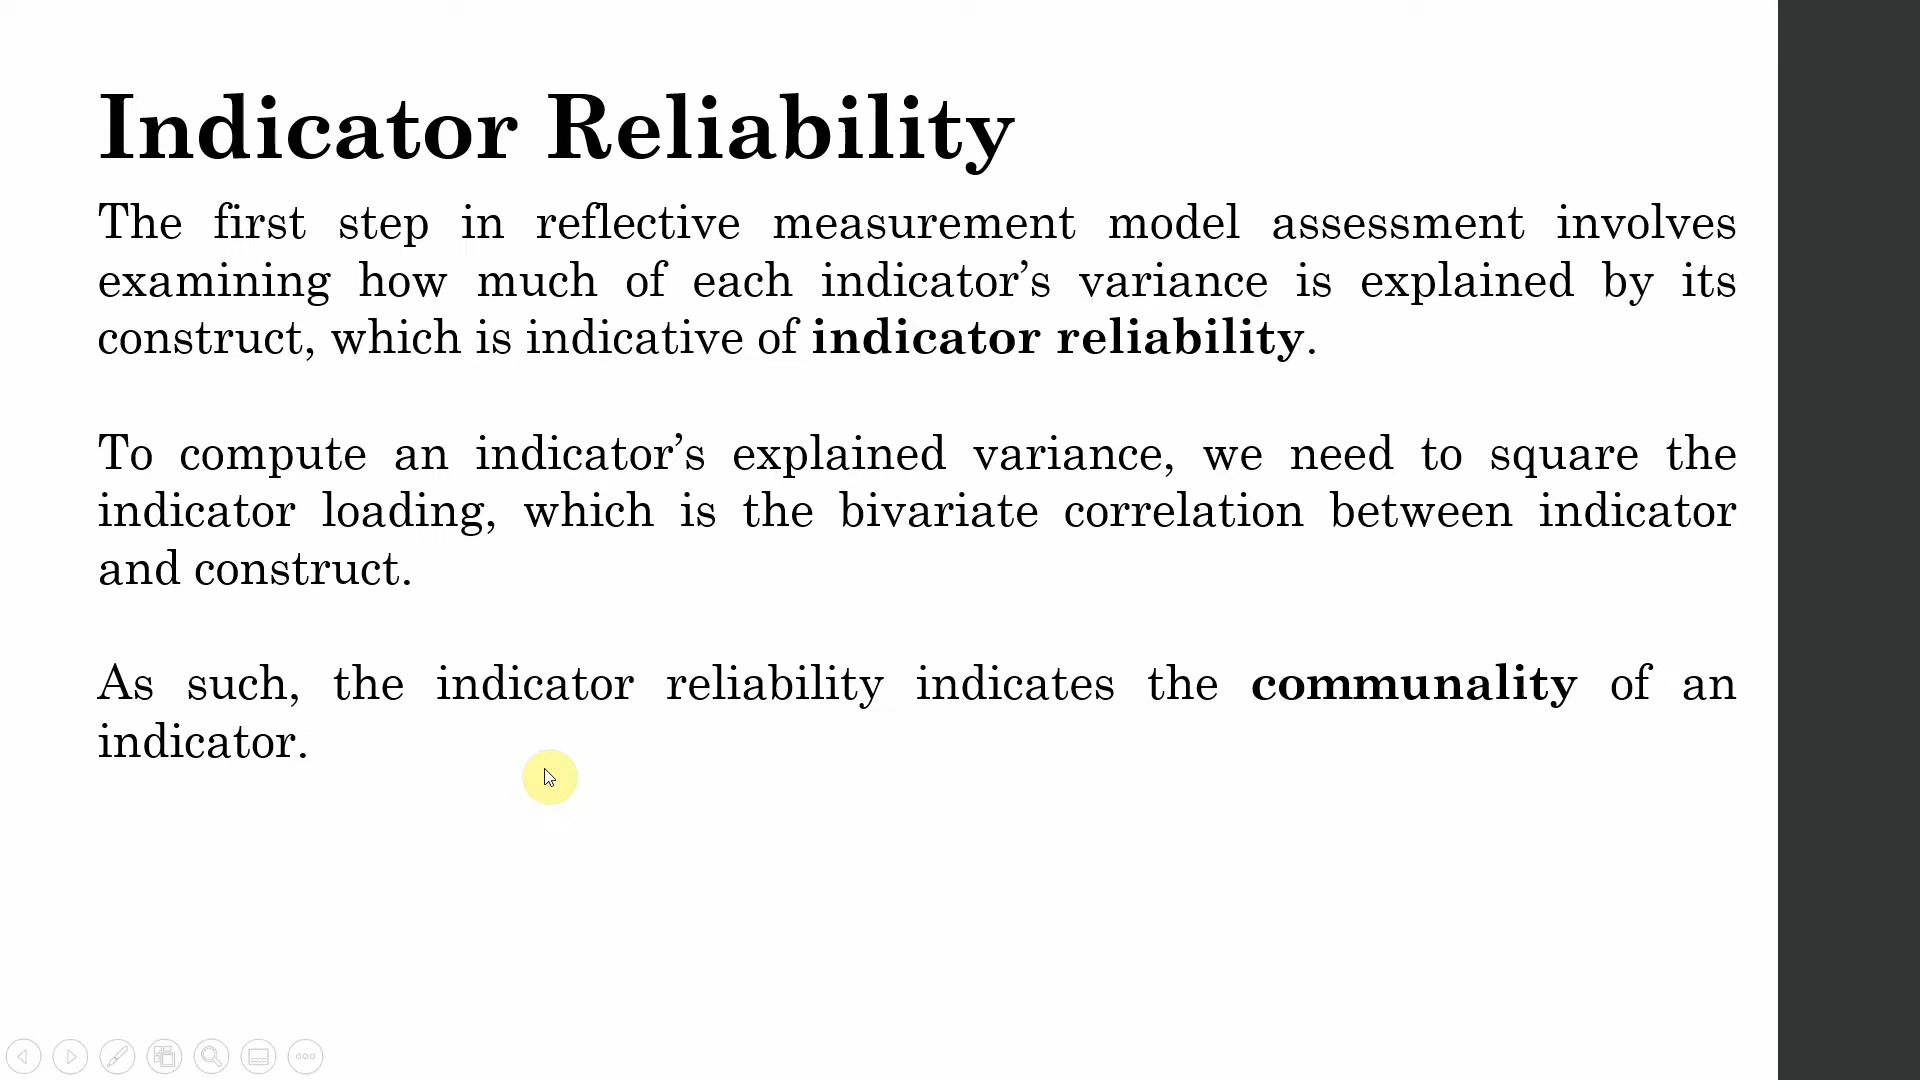 Indicator Reliability
The first step in reflective measurement model assessment involves
examining how much of each indicator’s variance is explained by its
construct, which is indicative of indicator reliability.
To compute an indicator’s explained variance, we need to square the
indicator loading, which is the bivariate correlation between indicator
and construct.
As such, the indicator reliability indicates the communality of an
indicator.